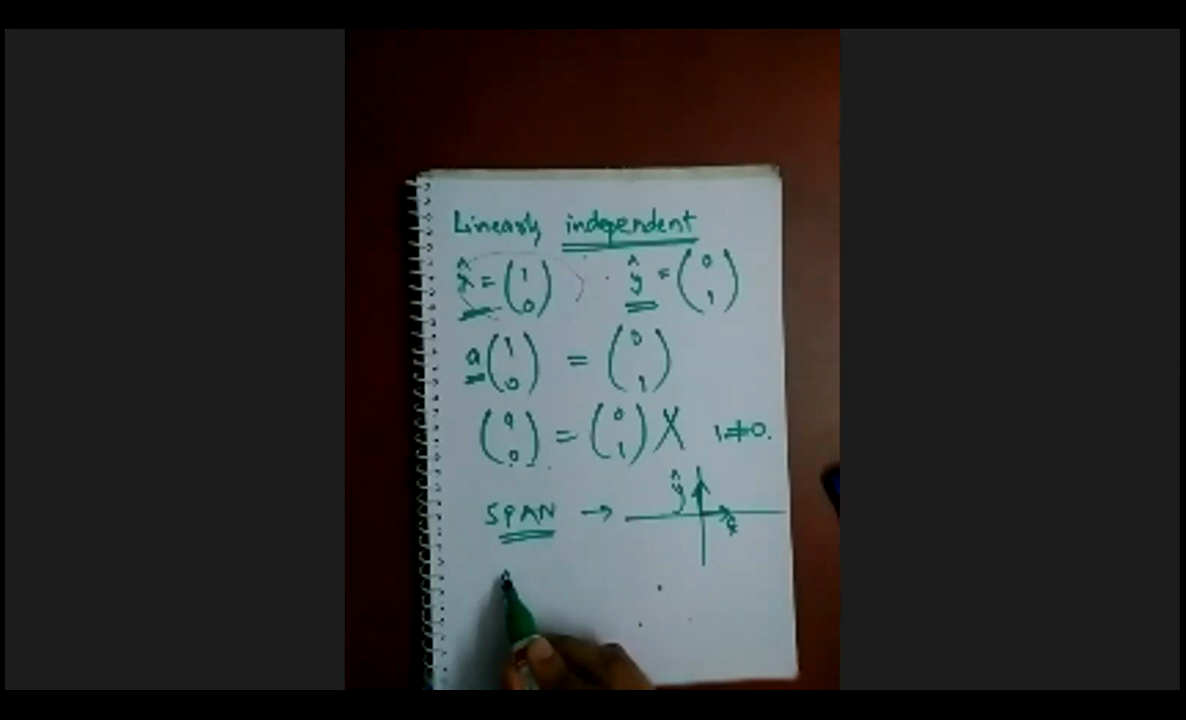 Linearly independent
x̂ = (1 0) ŷ = (0 1)
a (1 0) = (0 1)
(a 0) = (0 1) X 1≠0.
SPAN → ŷ x̂